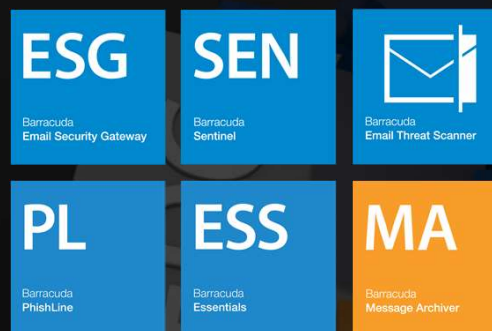 ESG
Barracuda
Email Security Gateway
SEN
Barracuda
Sentinel
Barracuda
Email Threat Scanner
PL
Barracuda
PhishLine
ESS
Barracuda
Essentials
MA
Barracuda
Message Archiver